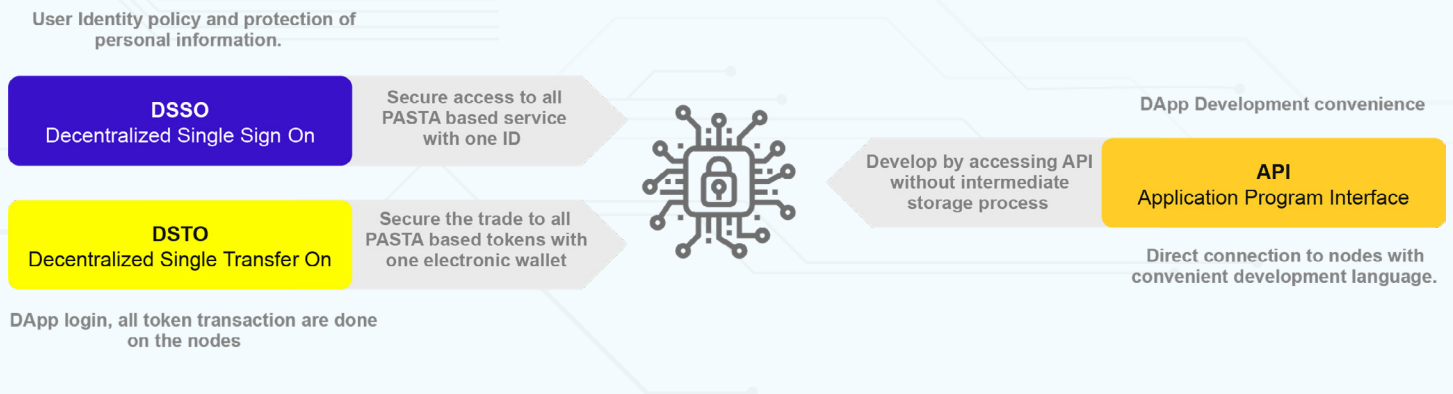 User Identity policy and protection of
personal information.
DSSO
Decentralized Single Sign On
Secure access to all
PASTA based service
with one ID
DSTO
Decentralized Single Transfer On
Secure the trade to all
PASTA based tokens with
one electronic wallet
DApp login, all token transaction are done
on the nodes
DApp Development convenience
Develop by accessing API
without intermediate
storage process
API
Application Program Interface
Direct connection to nodes with
convenient development language.